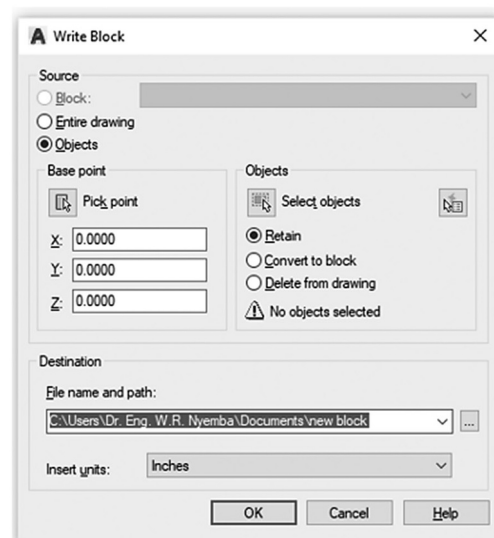 Write Block
Source
Block:
Entire drawing
Objects
Base point
Pick point
X: 0.0000
Y: 0.0000
Z: 0.0000
Objects
Select objects
Retain
Convert to block
Delete from drawing
No objects selected
Destination
File name and path:
C:\Users\Dr. Eng. W.R. Nyemba\Documents\new block
...
Insert units: Inches
OK Cancel Help